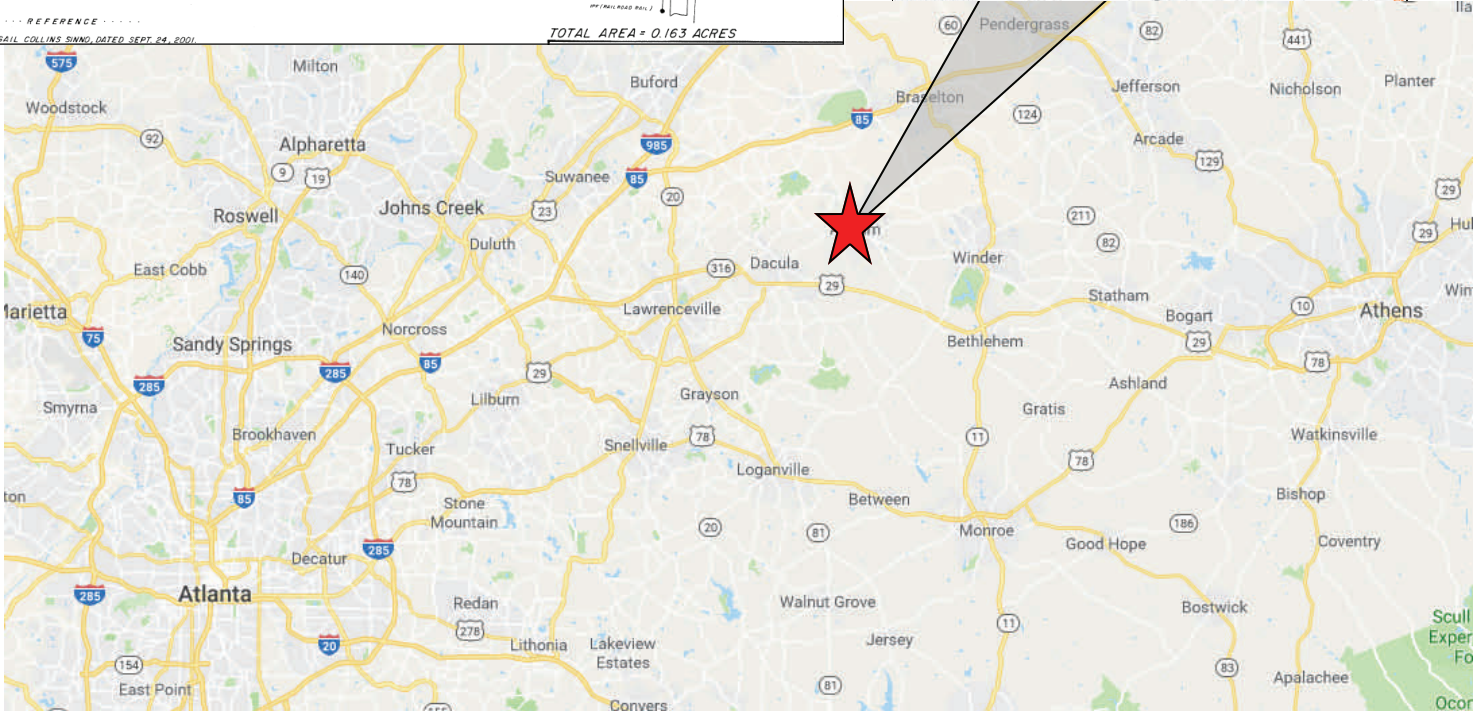 IPF (RAILROAD RAIL)
· · · REFERENCE · · · · ·
GAIL COLLINS SINNO, DATED SEPT. 24, 2001.
TOTAL AREA = 0.163 ACRES
60
Pendergrass
82
441
575
Milton
Buford
Jefferson
Nicholson
Planter
Woodstock
Braselton
124
85
92
Alpharetta
985
Arcade
129
9
19
Suwanee
85
20
29
Roswell
Johns Creek
23
211
29
Duluth
82
East Cobb
140
316
Dacula
29
Winder
Statham
Marietta
Lawrenceville
Bogart
10
Athens
75
Norcross
Sandy Springs
Bethlehem
29
285
85
29
78
285
Ashland
Smyrna
Lilburn
Grayson
Gratis
Brookhaven
Tucker
Snellville
78
11
Watkinsville
78
Loganville
78
85
Stone
Mountain
Between
Bishop
20
81
Monroe
186
Good Hope
Coventry
285
Decatur
285
Atlanta
Redan
278
Walnut Grove
Bostwick
11
20
Lithonia
Lakeview
Estates
Jersey
154
83
East Point
81
Apalachee
Conyers